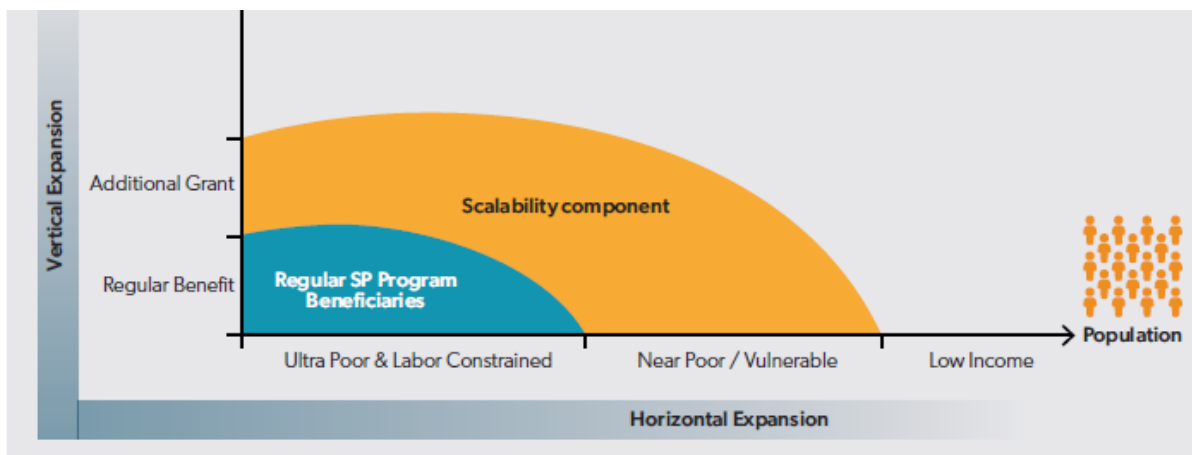 Vertical Expansion
Additional Grant
Regular Benefit
Scalability component
Regular SP Program
Beneficiaries
Population
Ultra Poor & Labor Constrained
Near Poor / Vulnerable
Low Income
Horizontal Expansion